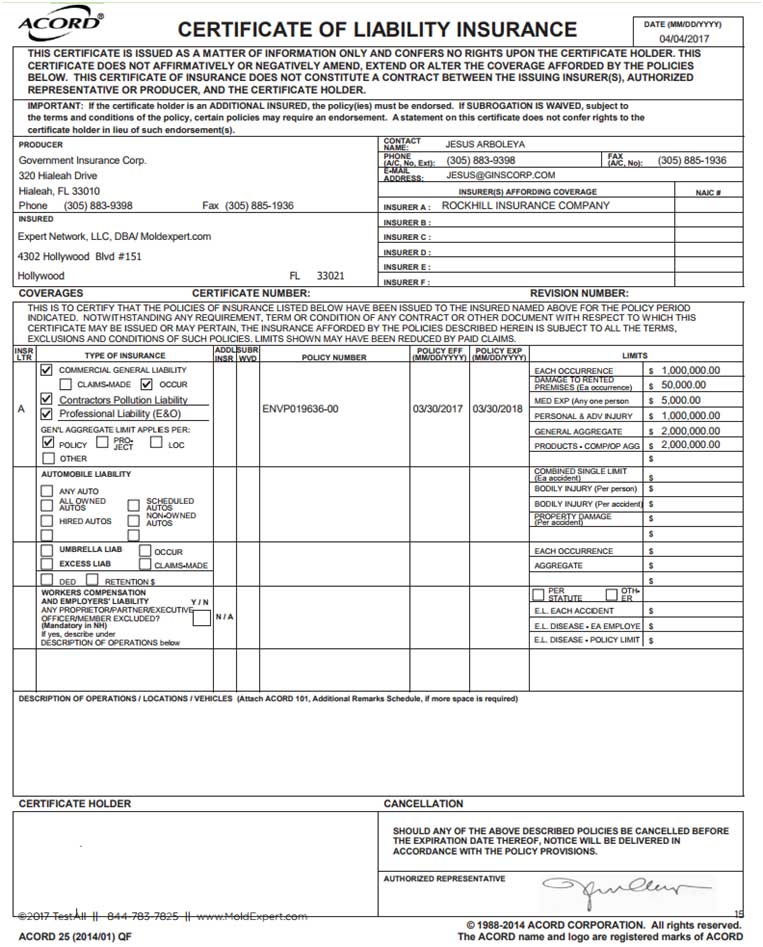 ACORD®
CERTIFICATE OF LIABILITY INSURANCE
DATE (MM/DD/YYYY)
04/04/2017
THIS CERTIFICATE IS ISSUED AS A MATTER OF INFORMATION ONLY AND CONFERS NO RIGHTS UPON THE CERTIFICATE HOLDER. THIS
CERTIFICATE DOES NOT AFFIRMATIVELY OR NEGATIVELY AMEND, EXTEND OR ALTER THE COVERAGE AFFORDED BY THE POLICIES
BELOW. THIS CERTIFICATE OF INSURANCE DOES NOT CONSTITUTE A CONTRACT BETWEEN THE ISSUING INSURER(S), AUTHORIZED
REPRESENTATIVE OR PRODUCER, AND THE CERTIFICATE HOLDER.
IMPORTANT: If the certificate holder is an ADDITIONAL INSURED, the policy(ies) must be endorsed. If SUBROGATION IS WAIVED, subject to
the terms and conditions of the policy, certain policies may require an endorsement. A statement on this certificate does not confer rights to the
certificate holder in lieu of such endorsement(s).
PRODUCER
Government Insurance Corp.
320 Hialeah Drive
Hialeah, FL 33010
Phone (305) 883-9398 Fax (305) 885-1936
CONTACT NAME: JESUS ARBOLEYA
PHONE (A/C, No, Ext): (305) 883-9398 FAX (A/C, No): (305) 885-1936
E-MAIL ADDRESS: JESUS@GINSCORP.COM
INSURER(S) AFFORDING COVERAGE NAIC #
INSURER A : ROCKHILL INSURANCE COMPANY
INSURED
Expert Network, LLC, DBA/ Moldexpert.com
4302 Hollywood Blvd #151
Hollywood FL 33021
INSURER B :
INSURER C :
INSURER D :
INSURER E :
INSURER F :
COVERAGES CERTIFICATE NUMBER: REVISION NUMBER:
THIS IS TO CERTIFY THAT THE POLICIES OF INSURANCE LISTED BELOW HAVE BEEN ISSUED TO THE INSURED NAMED ABOVE FOR THE POLICY PERIOD
INDICATED. NOTWITHSTANDING ANY REQUIREMENT, TERM OR CONDITION OF ANY CONTRACT OR OTHER DOCUMENT WITH RESPECT TO WHICH THIS
CERTIFICATE MAY BE ISSUED OR MAY PERTAIN, THE INSURANCE AFFORDED BY THE POLICIES DESCRIBED HEREIN IS SUBJECT TO ALL THE TERMS,
EXCLUSIONS AND CONDITIONS OF SUCH POLICIES. LIMITS SHOWN MAY HAVE BEEN REDUCED BY PAID CLAIMS.
INSR LTR TYPE OF INSURANCE ADDL INSR SUBR WVD POLICY NUMBER POLICY EFF (MM/DD/YYYY) POLICY EXP (MM/DD/YYYY) LIMITS
A
COMMERCIAL GENERAL LIABILITY
CLAIMS-MADE OCCUR
Contractors Pollution Liability
Professional Liability (E&O)
GEN'L AGGREGATE LIMIT APPLIES PER:
POLICY PRO-JECT LOC
OTHER
ENVP019636-00 03/30/2017 03/30/2018
EACH OCCURRENCE $ 1,000,000.00
DAMAGE TO RENTED PREMISES (Ea occurrence) $ 50,000.00
MED EXP (Any one person $ 5,000.00
PERSONAL & ADV INJURY $ 1,000,000.00
GENERAL AGGREGATE $ 2,000,000.00
PRODUCTS - COMP/OP AGG $ 2,000,000.00
$
AUTOMOBILE LIABILITY
ANY AUTO
ALL OWNED AUTOS SCHEDULED AUTOS
HIRED AUTOS NON-OWNED AUTOS
COMBINED SINGLE LIMIT (Ea accident) $
BODILY INJURY (Per person) $
BODILY INJURY (Per accident) $
PROPERTY DAMAGE (Per accident) $
$
UMBRELLA LIAB OCCUR
EXCESS LIAB CLAIMS-MADE
DED RETENTION $
EACH OCCURRENCE $
AGGREGATE $
$
WORKERS COMPENSATION
AND EMPLOYERS' LIABILITY Y / N
ANY PROPRIETOR/PARTNER/EXECUTIVE
OFFICER/MEMBER EXCLUDED? N / A
(Mandatory in NH)
If yes, describe under
DESCRIPTION OF OPERATIONS below
PER STATUTE OTH-ER
E.L. EACH ACCIDENT $
E.L. DISEASE - EA EMPLOYE $
E.L. DISEASE - POLICY LIMIT $
DESCRIPTION OF OPERATIONS / LOCATIONS / VEHICLES (Attach ACORD 101, Additional Remarks Schedule, if more space is required)
CERTIFICATE HOLDER
CANCELLATION
SHOULD ANY OF THE ABOVE DESCRIBED POLICIES BE CANCELLED BEFORE
THE EXPIRATION DATE THEREOF, NOTICE WILL BE DELIVERED IN
ACCORDANCE WITH THE POLICY PROVISIONS.
AUTHORIZED REPRESENTATIVE
©2017 TestAll || 844-783-7825 || www.MoldExpert.com 15
© 1988-2014 ACORD CORPORATION. All rights reserved.
ACORD 25 (2014/01) QF The ACORD name and logo are registered marks of ACORD